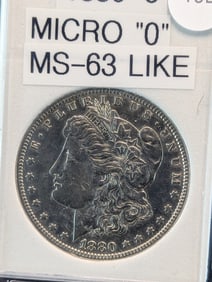 MICRO "O"
MS-63 LIKE
E·PLURIBUS·UNUM
1880